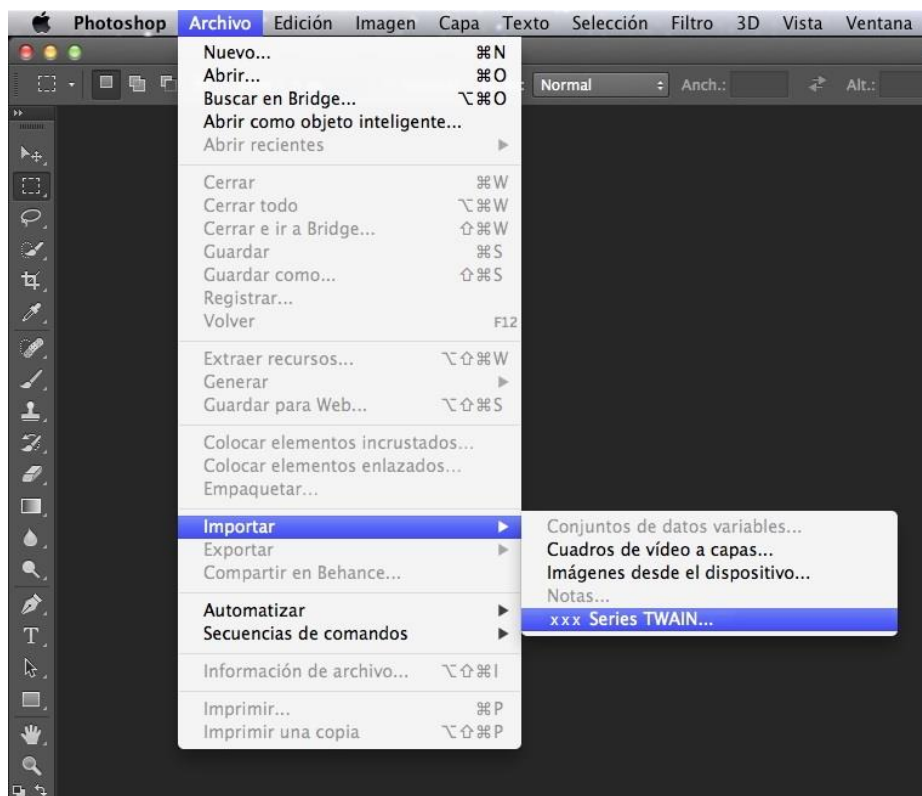 Photoshop Archivo Edición Imagen Capa Texto Selección Filtro 3D Vista Ventana
Normal Anch.: Alt.:
Nuevo... ⌘N
Abrir... ⌘O
Buscar en Bridge... ⌥⌘O
Abrir como objeto inteligente...
Abrir recientes
Cerrar ⌘W
Cerrar todo ⌥⌘W
Cerrar e ir a Bridge... ⇧⌘W
Guardar ⌘S
Guardar como... ⇧⌘S
Registrar...
Volver F12
Extraer recursos... ⌥⇧⌘W
Generar
Guardar para Web... ⌥⇧⌘S
Colocar elementos incrustados...
Colocar elementos enlazados...
Empaquetar...
Importar
Exportar
Compartir en Behance...
Automatizar
Secuencias de comandos
Información de archivo... ⌥⇧⌘I
Imprimir... ⌘P
Imprimir una copia ⌥⇧⌘P
Conjuntos de datos variables...
Cuadros de vídeo a capas...
Imágenes desde el dispositivo...
Notas...
xxx Series TWAIN...